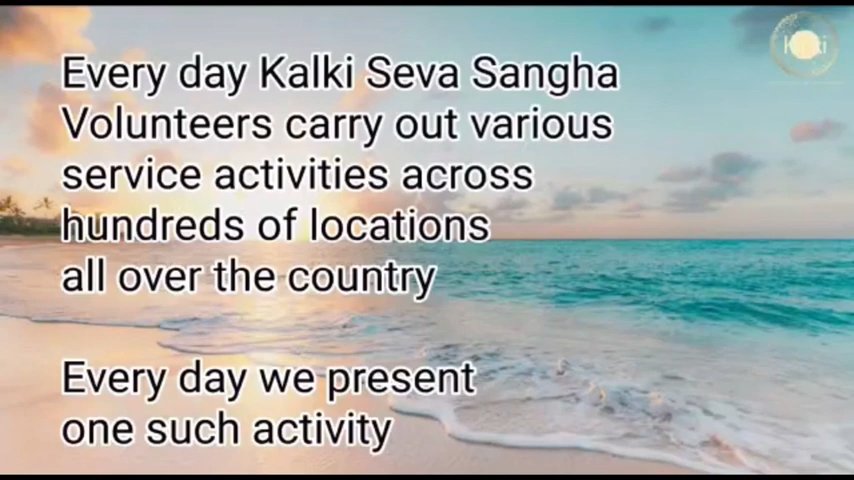 Every day Kalki Seva Sangha
Volunteers carry out various
service activities across
hundreds of locations
all over the country
Every day we present
one such activity